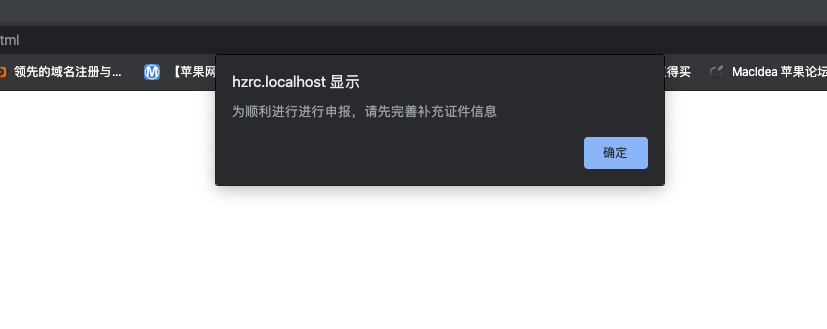 tml
领先的域名注册与...
M
【苹果网
得买
MacIdea 苹果论坛
hzrc.localhost 显示
为顺利进行进行申报，请先完善补充证件信息
确定